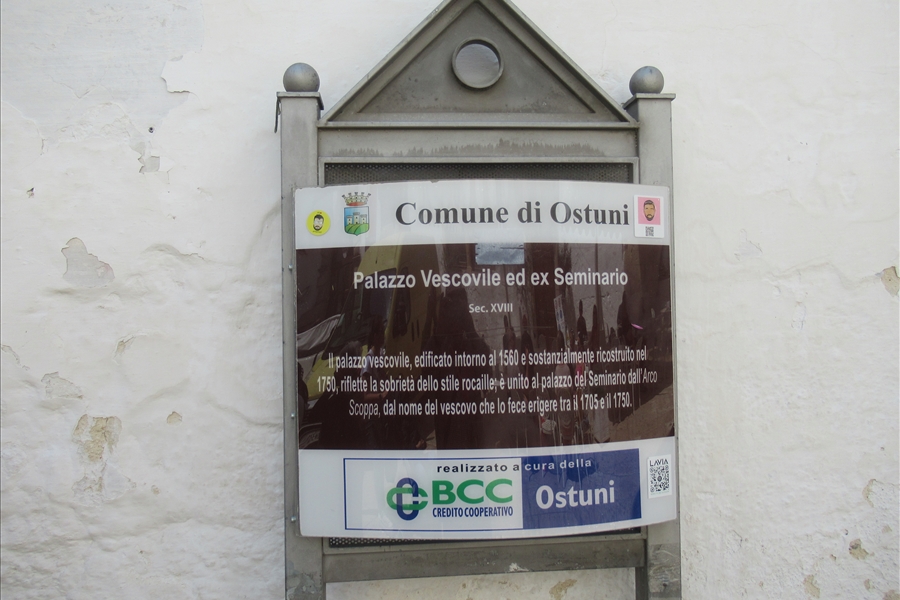 Comune di Ostuni
Palazzo Vescovile ed ex Seminario
Sec. XVIII
Il palazzo vescovile, edificato intorno al 1560 e sostanzialmente ricostruito nel
1750, riflette la sobrietà dello stile rocaille; è unito al palazzo del Seminario dall'Arco
Scoppa, dal nome del vescovo che lo fece erigere tra il 1705 e il 1750.
realizzato a cura della
BCC
CREDITO COOPERATIVO
Ostuni
LAVIA